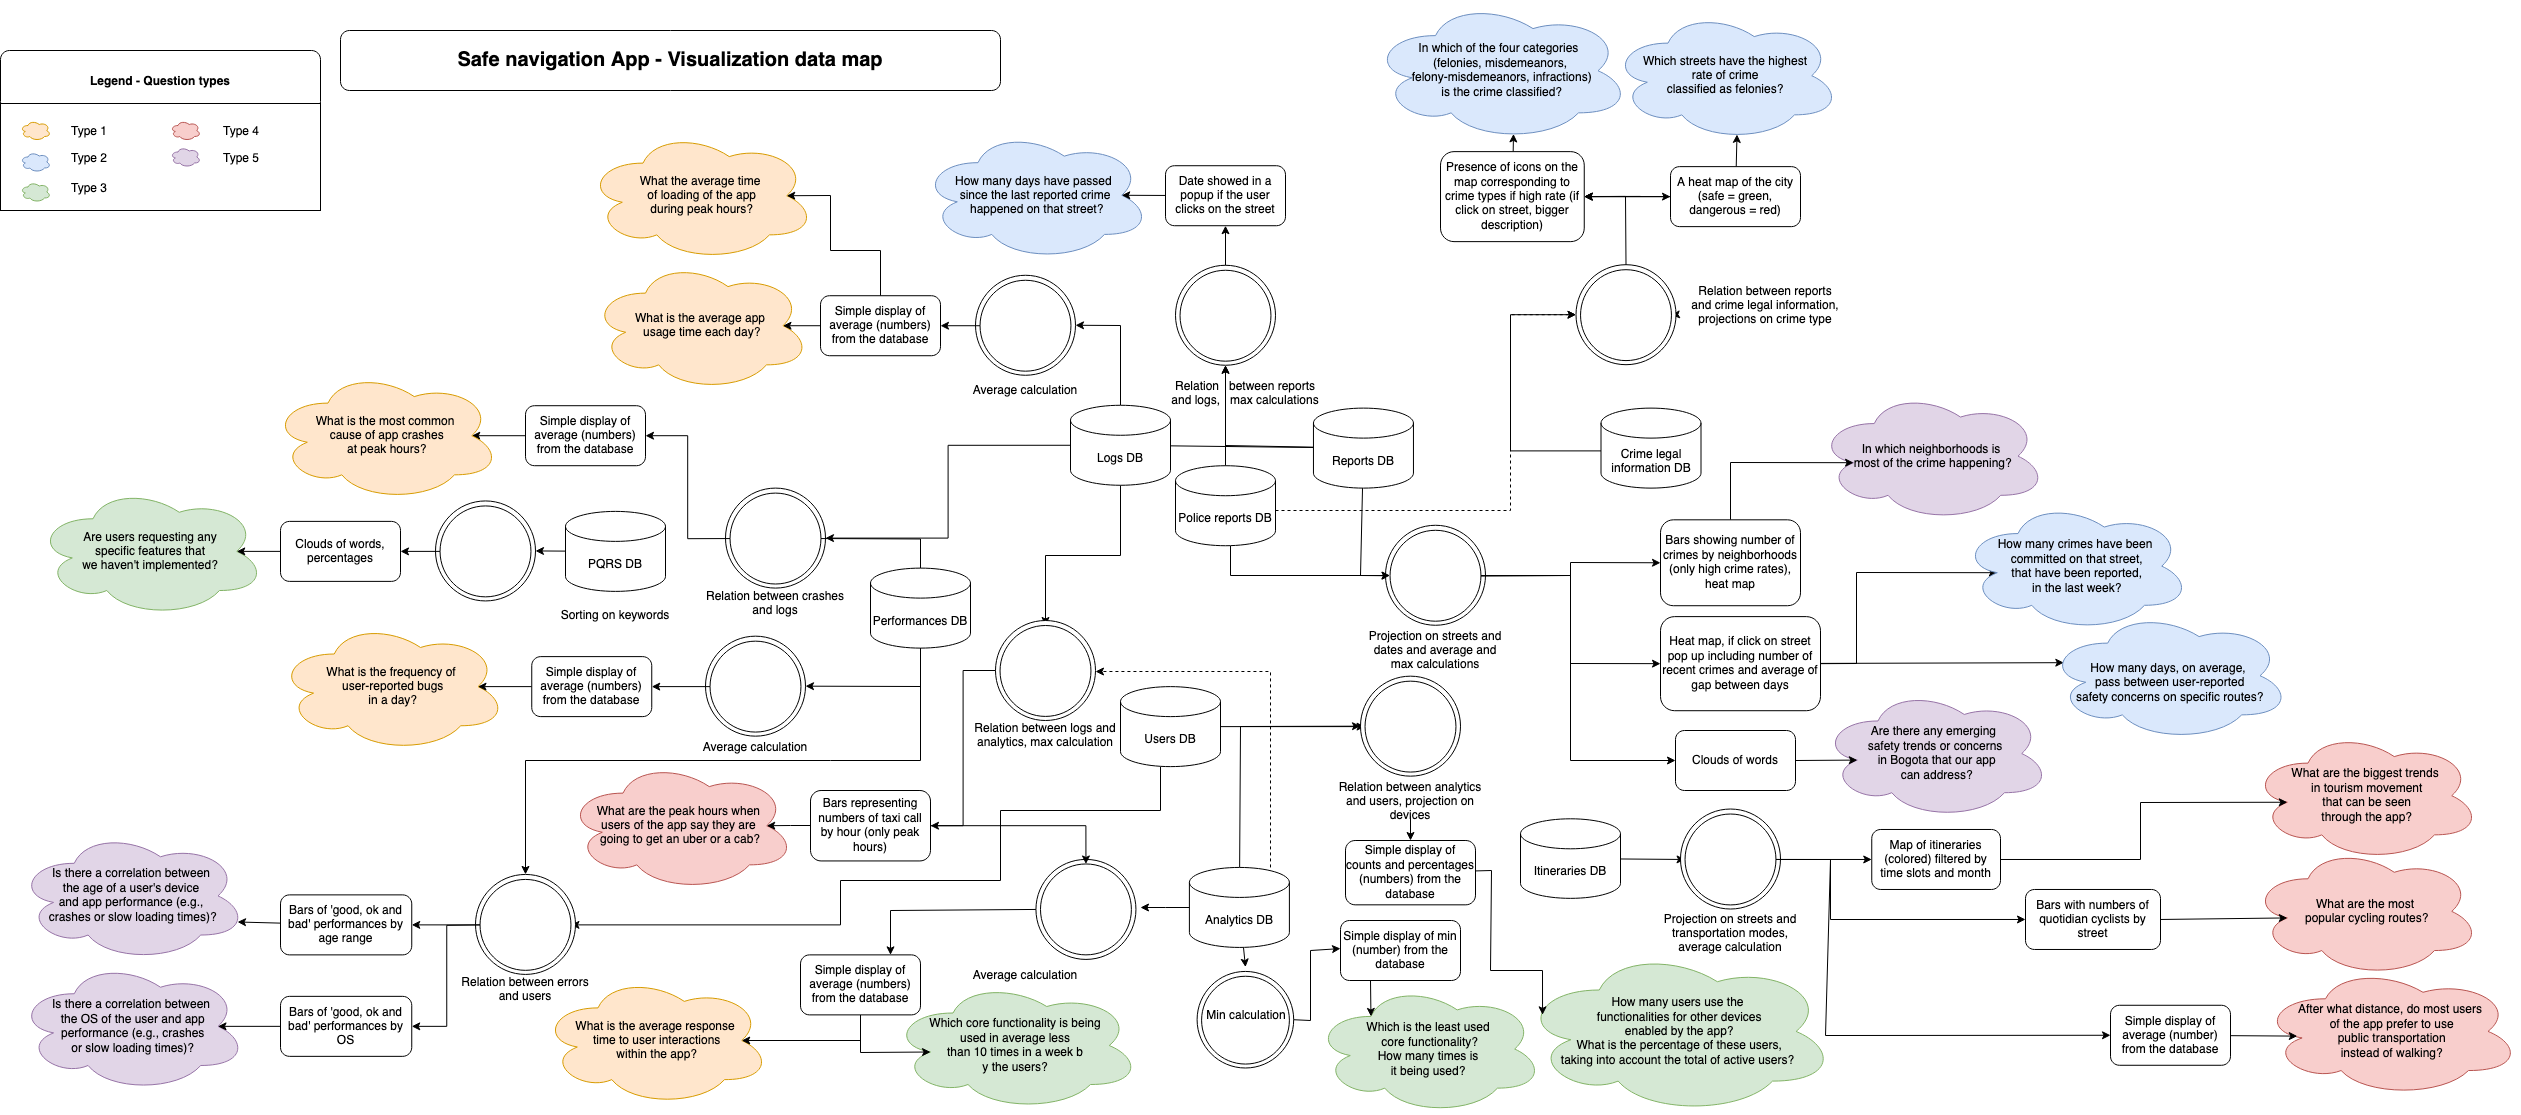 Safe navigation App - Visualization data map
Legend - Question types
Type 1
Type 4
Type 2
Type 5
Type 3
In which of the four categories
(felonies, misdemeanors,
felony-misdemeanors, infractions)
is the crime classified?
Which streets have the highest
rate of crime
classified as felonies?
What the average time
of loading of the app
during peak hours?
How many days have passed
since the last reported crime
happened on that street?
Date showed in a
popup if the user
clicks on the street
Presence of icons on the
map corresponding to
crime types if high rate (if
click on street, bigger
description)
A heat map of the city
(safe = green,
dangerous = red)
What is the average app
usage time each day?
Simple display of
average (numbers)
from the database
Average calculation
Relation between reports
and logs, max calculations
Relation between reports
and crime legal information,
projections on crime type
What is the most common
cause of app crashes
at peak hours?
Simple display of
average (numbers)
from the database
Logs DB
Reports DB
Crime legal
information DB
Police reports DB
In which neighborhoods is
most of the crime happening?
Are users requesting any
specific features that
we haven't implemented?
Clouds of words,
percentages
PQRS DB
Sorting on keywords
Relation between crashes
and logs
Performances DB
Projection on streets and
dates and average and
max calculations
Bars showing number of
crimes by neighborhoods
(only high crime rates),
heat map
How many crimes have been
committed on that street,
that have been reported,
in the last week?
Heat map, if click on street
pop up including number of
recent crimes and average of
gap between days
How many days, on average,
pass between user-reported
safety concerns on specific routes?
What is the frequency of
user-reported bugs
in a day?
Simple display of
average (numbers)
from the database
Average calculation
Relation between logs and
analytics, max calculation
Users DB
Relation between analytics
and users, projection on
devices
Clouds of words
Are there any emerging
safety trends or concerns
in Bogota that our app
can address?
What are the peak hours when
users of the app say they are
going to get an uber or a cab?
Bars representing
numbers of taxi call
by hour (only peak
hours)
Simple display of
counts and percentages
(numbers) from the
database
Itineraries DB
Projection on streets and
transportation modes,
average calculation
Map of itineraries
(colored) filtered by
time slots and month
What are the biggest trends
in tourism movement
that can be seen
through the app?
Bars with numbers of
quotidian cyclists by
street
What are the most
popular cycling routes?
Is there a correlation between
the age of a user's device
and app performance (e.g.,
crashes or slow loading times)?
Bars of 'good, ok and
bad' performances by
age range
Relation between errors
and users
Is there a correlation between
the OS of the user and app
performance (e.g., crashes
or slow loading times)?
Bars of 'good, ok and
bad' performances by
OS
Average calculation
Analytics DB
Simple display of
average (numbers)
from the database
What is the average response
time to user interactions
within the app?
Which core functionality is being
used in average less
than 10 times in a week b
y the users?
Min calculation
Simple display of min
(number) from the
database
Which is the least used
core functionality?
How many times is
it being used?
How many users use the
functionalities for other devices
enabled by the app?
What is the percentage of these users,
taking into account the total of active users?
Simple display of
average (number)
from the database
After what distance, do most users
of the app prefer to use
public transportation
instead of walking?